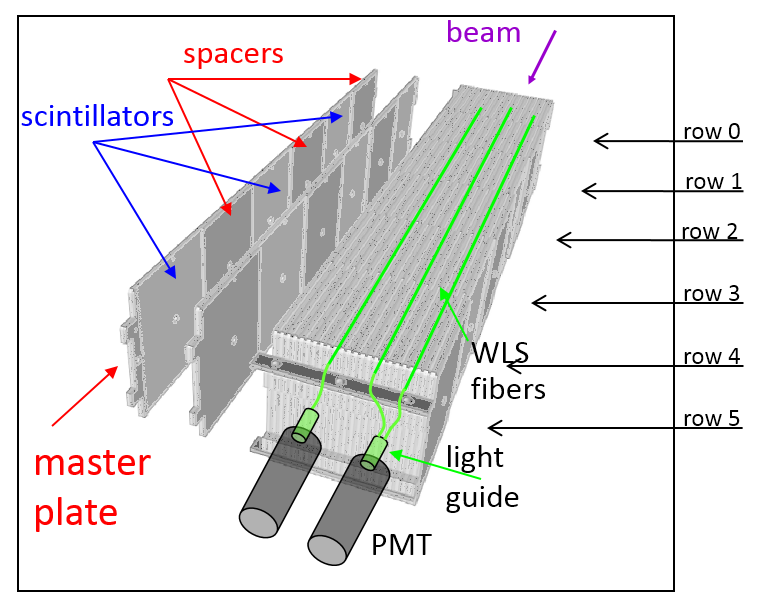 beam
spacers
scintillators
row 0
row 1
row 2
row 3
WLS
fibers
row 4
row 5
master
plate
light
guide
PMT